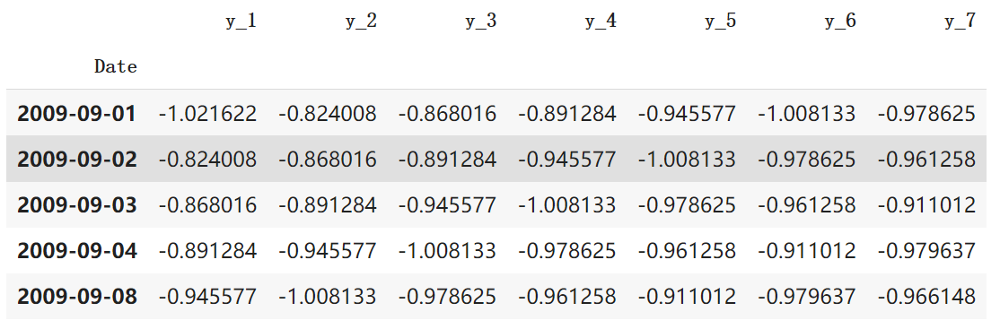 y_1 y_2 y_3 y_4 y_5 y_6 y_7
Date
2009-09-01 -1.021622 -0.824008 -0.868016 -0.891284 -0.945577 -1.008133 -0.978625
2009-09-02 -0.824008 -0.868016 -0.891284 -0.945577 -1.008133 -0.978625 -0.961258
2009-09-03 -0.868016 -0.891284 -0.945577 -1.008133 -0.978625 -0.961258 -0.911012
2009-09-04 -0.891284 -0.945577 -1.008133 -0.978625 -0.961258 -0.911012 -0.979637
2009-09-08 -0.945577 -1.008133 -0.978625 -0.961258 -0.911012 -0.979637 -0.966148